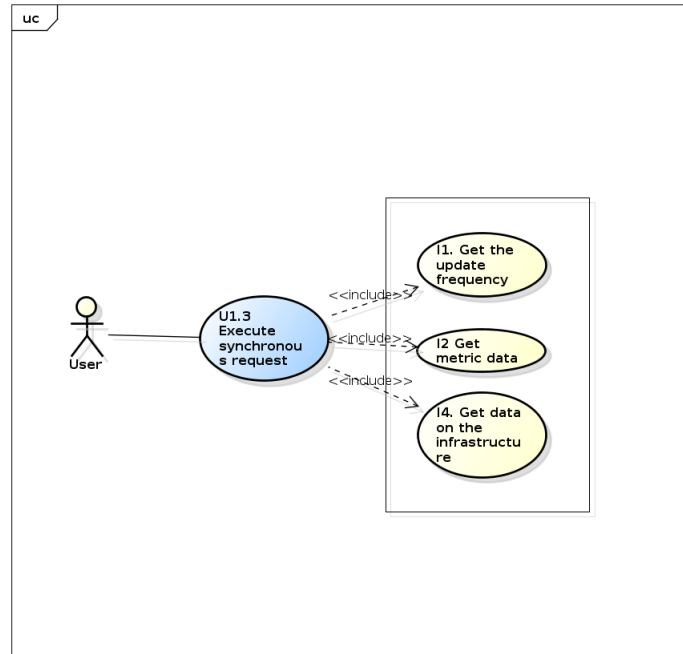 uc
I1. Get the
update
frequency
<<include>>
U1.3
Execute
synchronou
s request
<<include>>
I2 Get
metric data
User
<<include>>
I4. Get data
on the
infrastructu
re